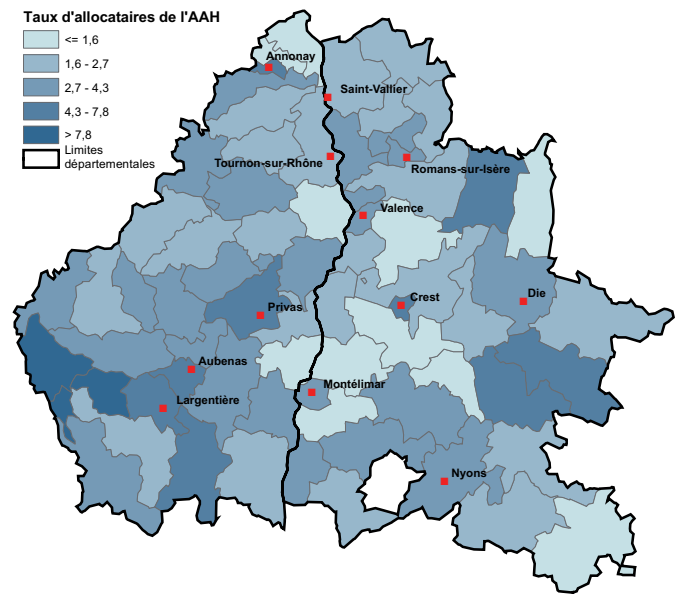 Taux d'allocataires de l'AAH
<= 1,6
1,6 - 2,7
2,7 - 4,3
4,3 - 7,8
> 7,8
Limites
départementales
Annonay
Saint-Vallier
Tournon-sur-Rhône
Romans-sur-Isère
Valence
Die
Crest
Privas
Aubenas
Montélimar
Largentière
Nyons